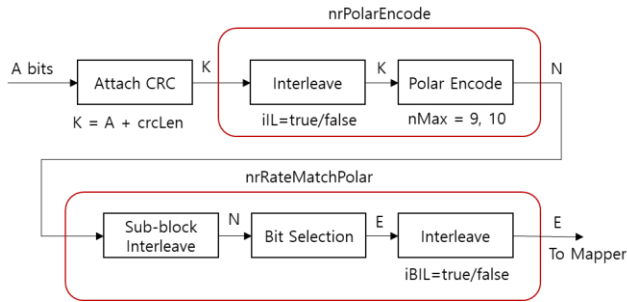 nrPolarEncode
A bits
Attach CRC
K
Interleave
K
Polar Encode
N
K = A + crcLen
iIL=true/false
nMax = 9, 10
nrRateMatchPolar
Sub-block
Interleave
N
Bit Selection
E
Interleave
E
To Mapper
iBIL=true/false